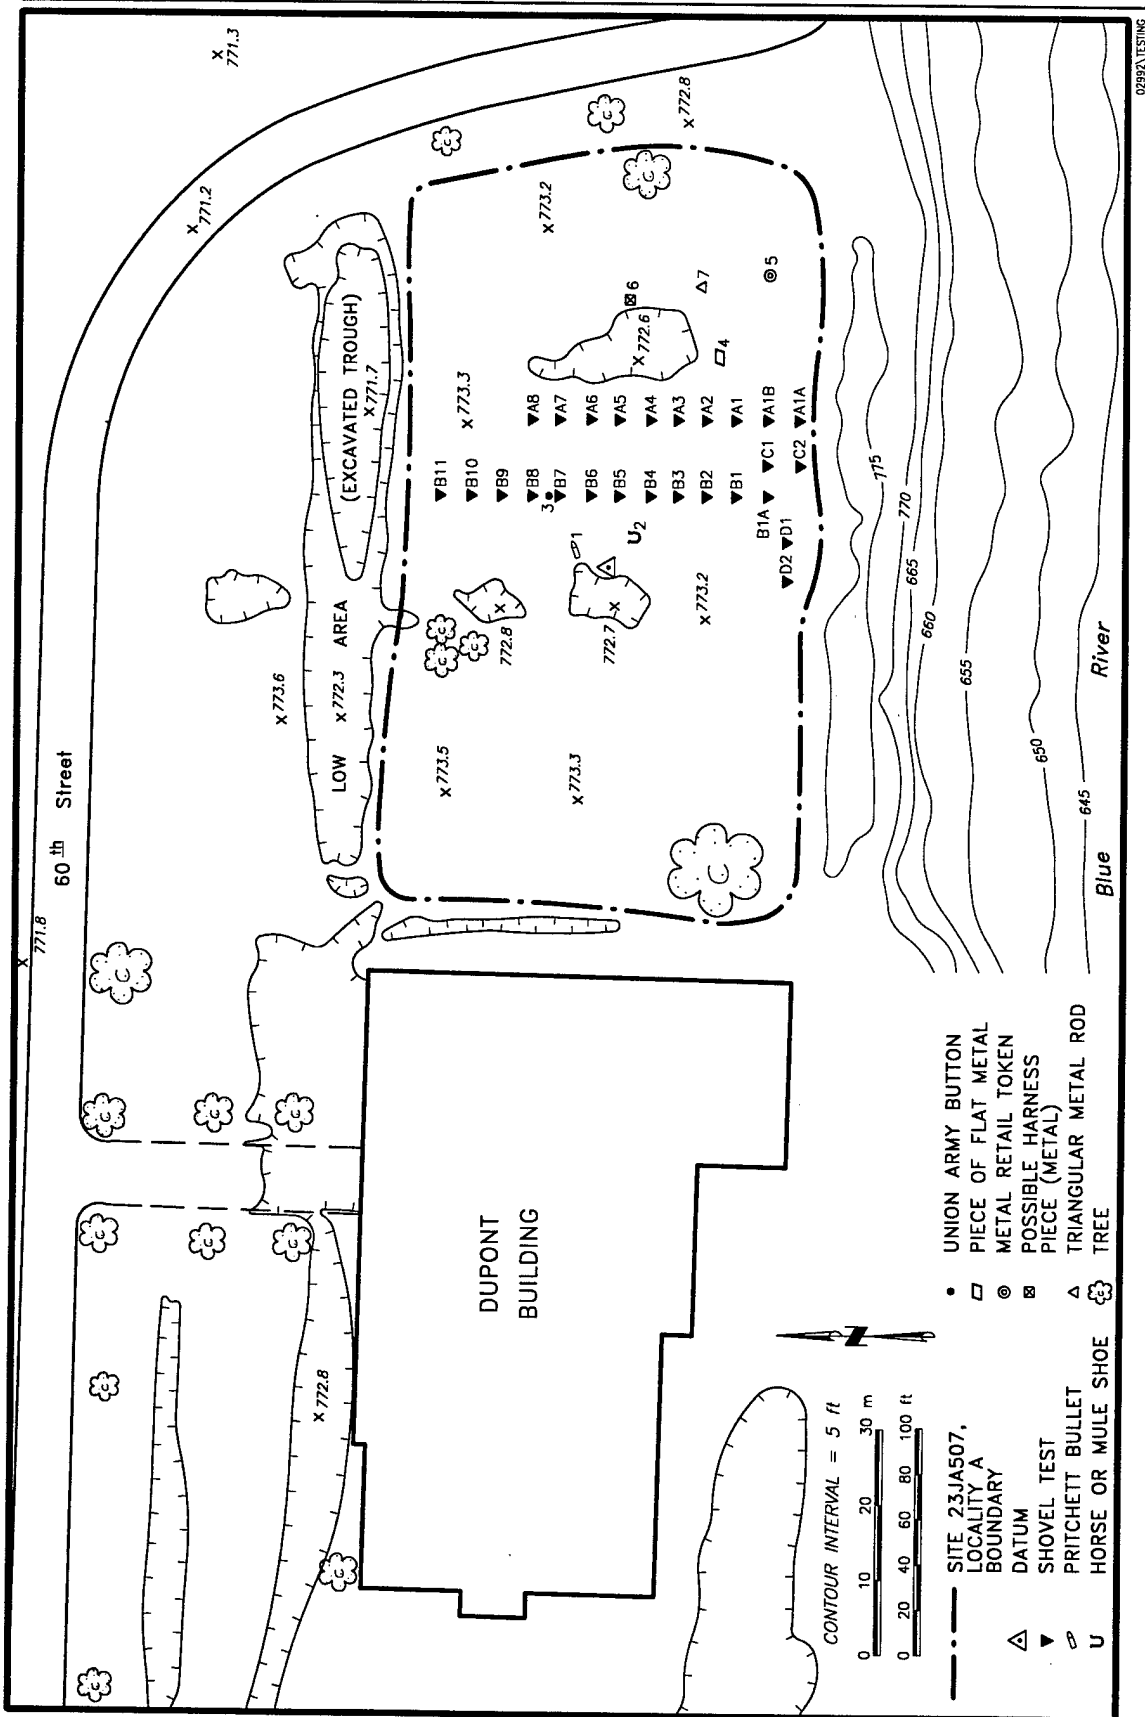 60 th Street
771.8
771.2
x 771.3
x 773.6
LOW AREA
(EXCAVATED TROUGH)
x 772.3
x 771.7
x 773.5
x 773.3
x 773.2
x 772.8
x 773.3
772.8
772.7
x 772.6
x 773.2
B11
B10
B9
B8
B7
B6
B5
B4
B3
B2
B1
B1A
A8
A7
A6
A5
A4
A3
A2
A1
A1B
A1A
C1
C2
D1
D2
1
U2
3
4
5
6
7
775
770
665
660
655
650
645
Blue River
DUPONT
BUILDING
x 772.8
N
CONTOUR INTERVAL = 5 ft
0 10 20 30 m
0 20 40 60 80 100 ft
SITE 23JA507,
LOCALITY A
BOUNDARY
DATUM
SHOVEL TEST
PRITCHETT BULLET
U HORSE OR MULE SHOE
UNION ARMY BUTTON
PIECE OF FLAT METAL
METAL RETAIL TOKEN
POSSIBLE HARNESS
PIECE (METAL)
TRIANGULAR METAL ROD
TREE
02992\TESTING